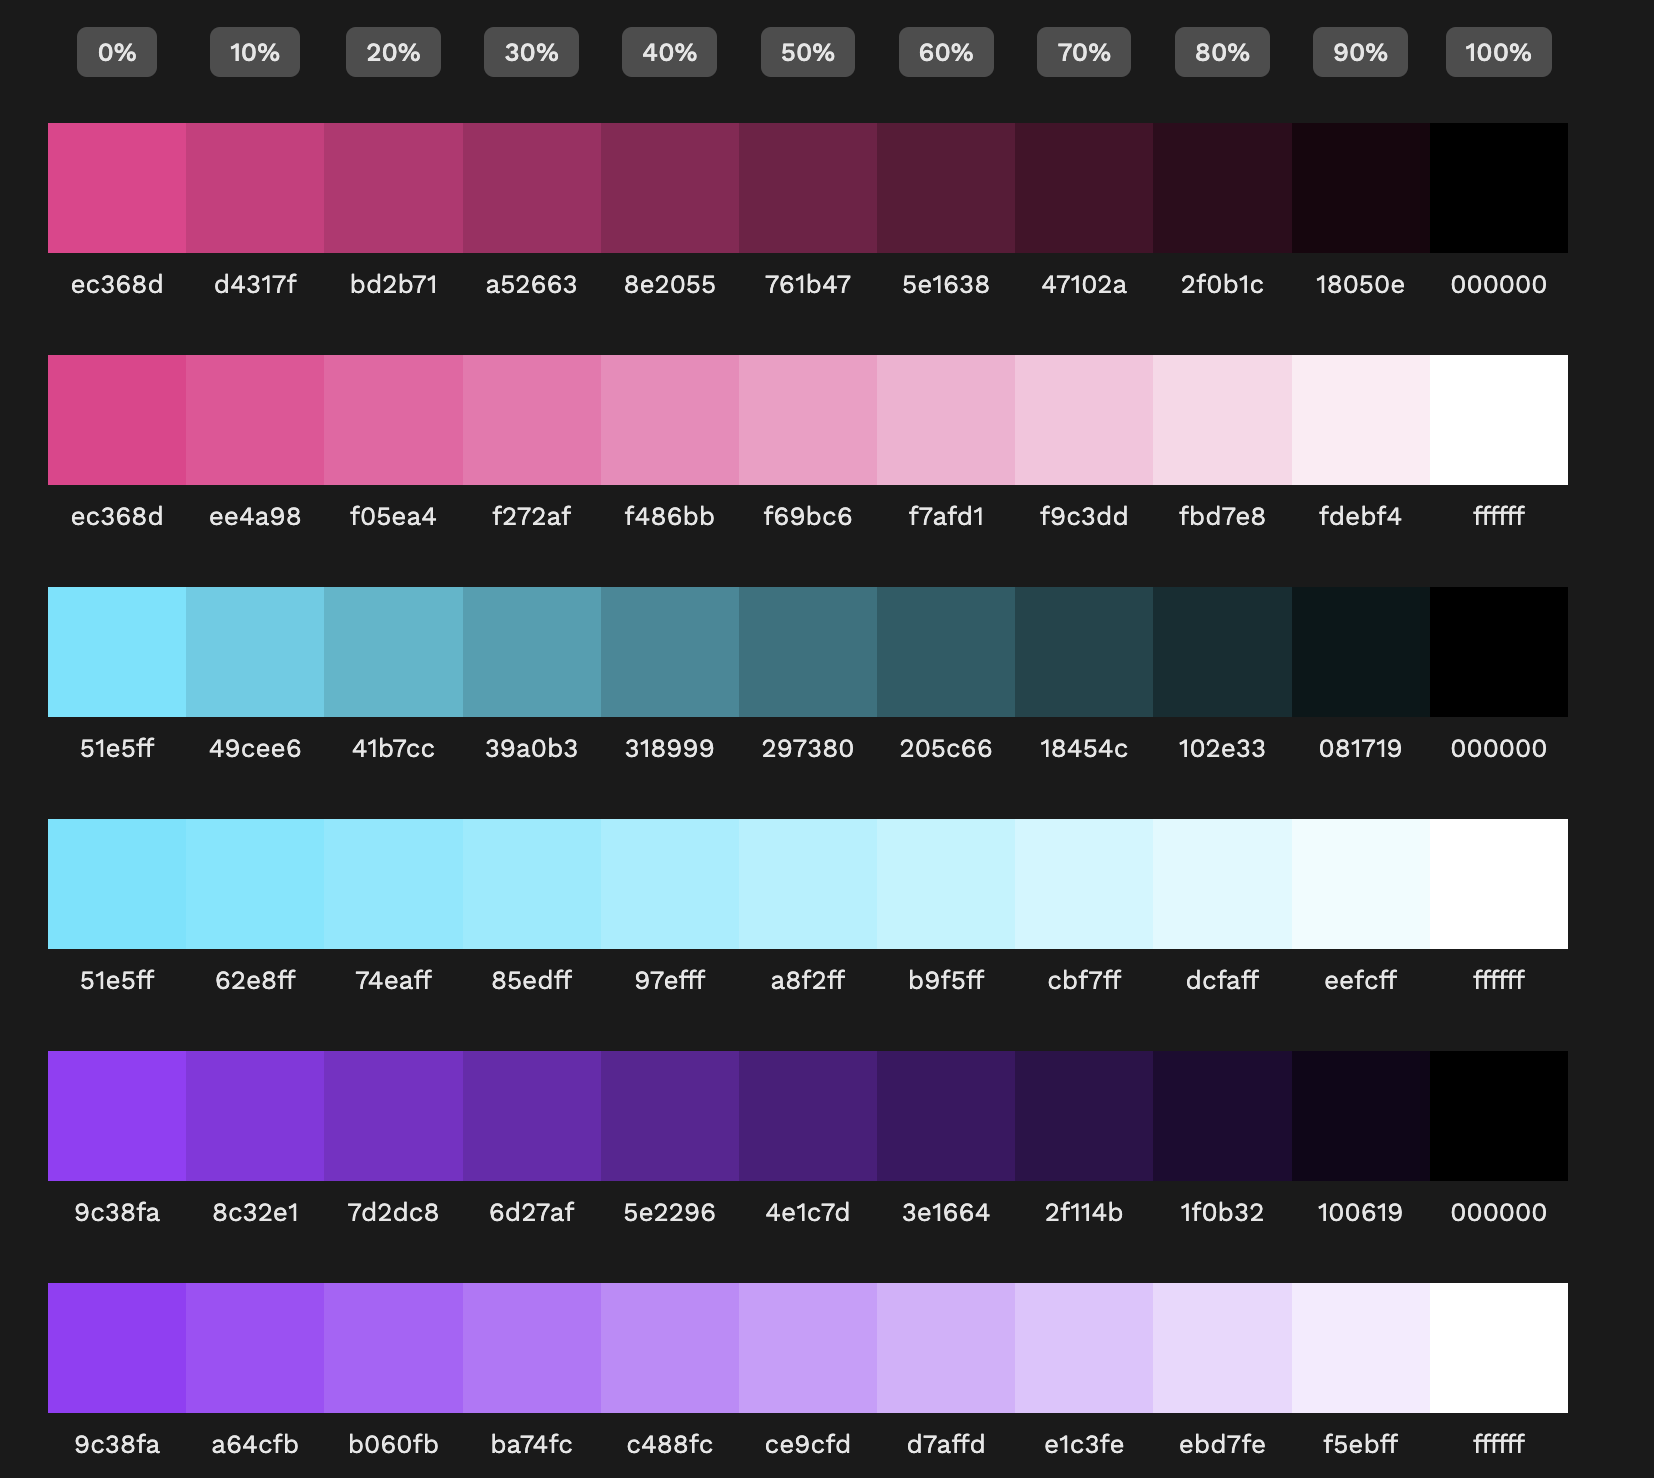 0% 10% 20% 30% 40% 50% 60% 70% 80% 90% 100%
ec368d d4317f bd2b71 a52663 8e2055 761b47 5e1638 47102a 2f0b1c 18050e 000000
ec368d ee4a98 f05ea4 f272af f486bb f69bc6 f7afd1 f9c3dd fbd7e8 fdebf4 ffffff
51e5ff 49cee6 41b7cc 39a0b3 318999 297380 205c66 18454c 102e33 081719 000000
51e5ff 62e8ff 74eaff 85edff 97efff a8f2ff b9f5ff cbf7ff dcfaff eefcff ffffff
9c38fa 8c32e1 7d2dc8 6d27af 5e2296 4e1c7d 3e1664 2f114b 1f0b32 100619 000000
9c38fa a64cfb b060fb ba74fc c488fc ce9cfd d7affd e1c3fe ebd7fe f5ebff ffffff